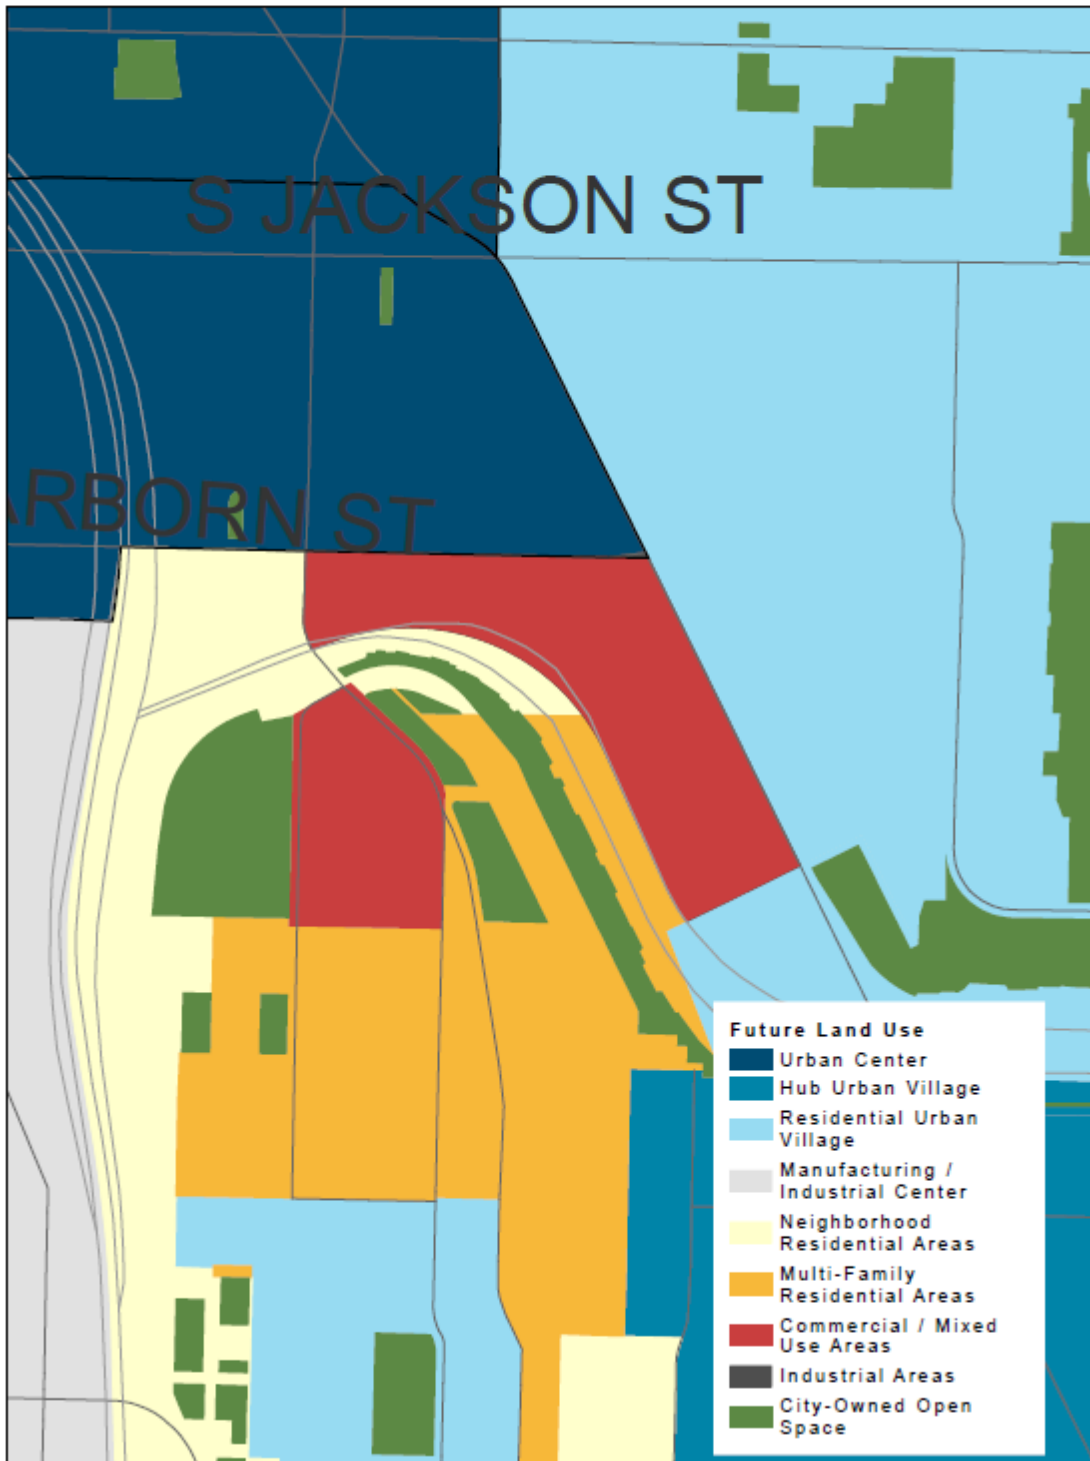 S JACKSON ST
ARBORN ST
Future Land Use
Urban Center
Hub Urban Village
Residential Urban
Village
Manufacturing /
Industrial Center
Neighborhood
Residential Areas
Multi-Family
Residential Areas
Commercial / Mixed
Use Areas
Industrial Areas
City-Owned Open
Space